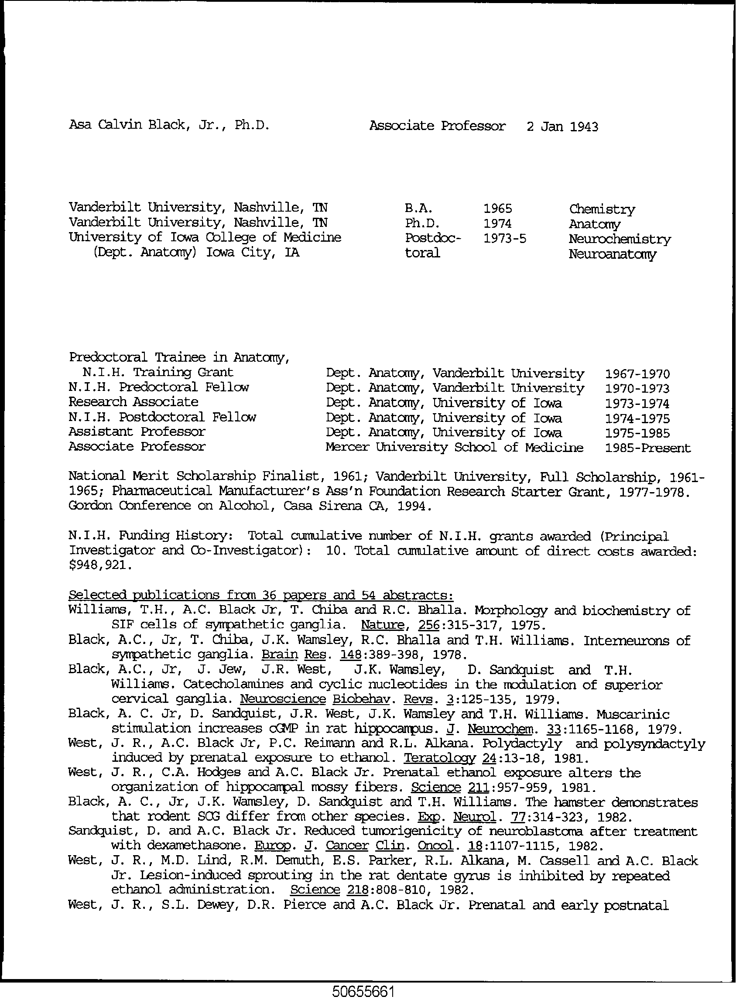 Asa Calvin Black, Jr., Ph.D. Associate Professor 2 Jan 1943
Vanderbilt University, Nashville, TN B.A. 1965 Chemistry
Vanderbilt University, Nashville, TN Ph.D. 1974 Anatomy
University of Iowa College of Medicine Postdoc- 1973-5 Neurochemistry
(Dept. Anatomy) Iowa City, IA toral Neuroanatomy
Predoctoral Trainee in Anatomy,
N.I.H. Training Grant Dept. Anatomy, Vanderbilt University 1967-1970
N.I.H. Predoctoral Fellow Dept. Anatomy, Vanderbilt University 1970-1973
Research Associate Dept. Anatomy, University of Iowa 1973-1974
N.I.H. Postdoctoral Fellow Dept. Anatomy, University of Iowa 1974-1975
Assistant Professor Dept. Anatomy, University of Iowa 1975-1985
Associate Professor Mercer University School of Medicine 1985-Present
National Merit Scholarship Finalist, 1961; Vanderbilt University, Full Scholarship, 1961-
1965; Pharmaceutical Manufacturer's Ass'n Foundation Research Starter Grant, 1977-1978.
Gordon Conference on Alcohol, Casa Sirena CA, 1994.
N.I.H. Funding History: Total cumulative number of N.I.H. grants awarded (Principal
Investigator and Co-Investigator): 10. Total cumulative amount of direct costs awarded:
$948,921.
Selected publications from 36 papers and 54 abstracts:
Williams, T.H., A.C. Black Jr, T. Chiba and R.C. Bhalla. Morphology and biochemistry of
SIF cells of sympathetic ganglia. Nature, 256:315-317, 1975.
Black, A.C., Jr, T. Chiba, J.K. Wamsley, R.C. Bhalla and T.H. Williams. Interneurons of
sympathetic ganglia. Brain Res. 148:389-398, 1978.
Black, A.C., Jr, J. Jew, J.R. West, J.K. Wamsley, D. Sandquist and T.H.
Williams. Catecholamines and cyclic nucleotides in the modulation of superior
cervical ganglia. Neuroscience Biobehav. Revs. 3:125-135, 1979.
Black, A. C. Jr, D. Sandquist, J.R. West, J.K. Wamsley and T.H. Williams. Muscarinic
stimulation increases cGMP in rat hippocampus. J. Neurochem. 33:1165-1168, 1979.
West, J. R., A.C. Black Jr, P.C. Reimann and R.L. Alkana. Polydactyly and polysyndactyly
induced by prenatal exposure to ethanol. Teratology 24:13-18, 1981.
West, J. R., C.A. Hodges and A.C. Black Jr. Prenatal ethanol exposure alters the
organization of hippocampal mossy fibers. Science 211:957-959, 1981.
Black, A. C., Jr, J.K. Wamsley, D. Sandquist and T.H. Williams. The hamster demonstrates
that rodent SCG differ from other species. Exp. Neurol. 77:314-323, 1982.
Sandquist, D. and A.C. Black Jr. Reduced tumorigenicity of neuroblastoma after treatment
with dexamethasone. Europ. J. Cancer Clin. Oncol. 18:1107-1115, 1982.
West, J. R., M.D. Lind, R.M. Demuth, E.S. Parker, R.L. Alkana, M. Cassell and A.C. Black
Jr. Lesion-induced sprouting in the rat dentate gyrus is inhibited by repeated
ethanol administration. Science 218:808-810, 1982.
West, J. R., S.L. Dewey, D.R. Pierce and A.C. Black Jr. Prenatal and early postnatal
50655661